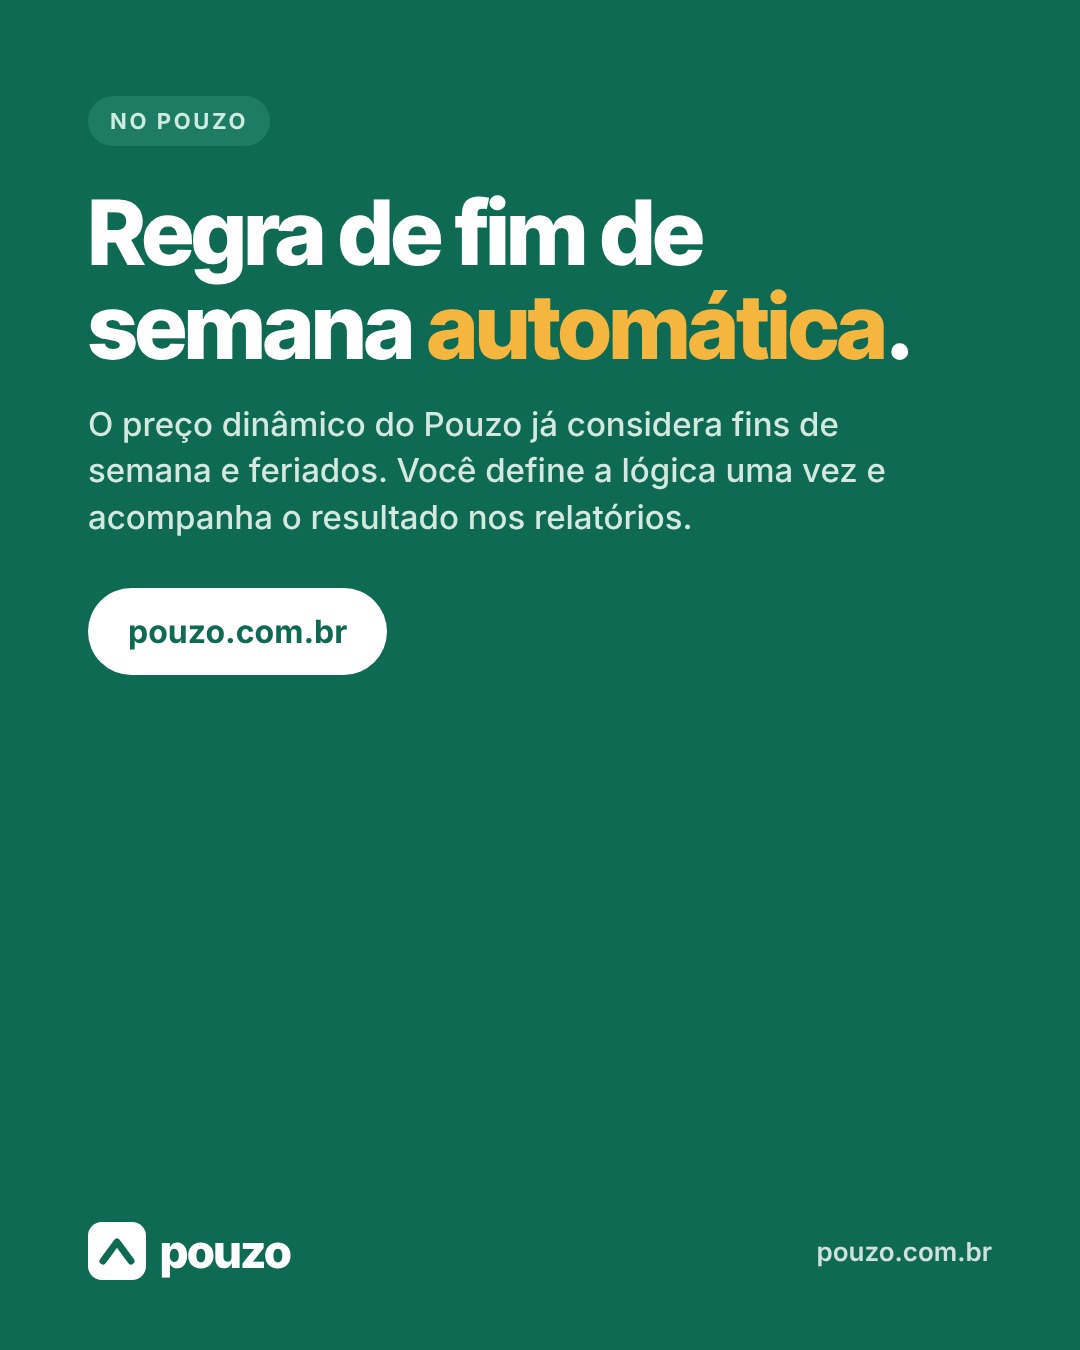 NO POUZO
Regra de fim de
semana automática.
O preço dinâmico do Pouzo já considera fins de
semana e feriados. Você define a lógica uma vez e
acompanha o resultado nos relatórios.
pouzo.com.br
pouzo
pouzo.com.br